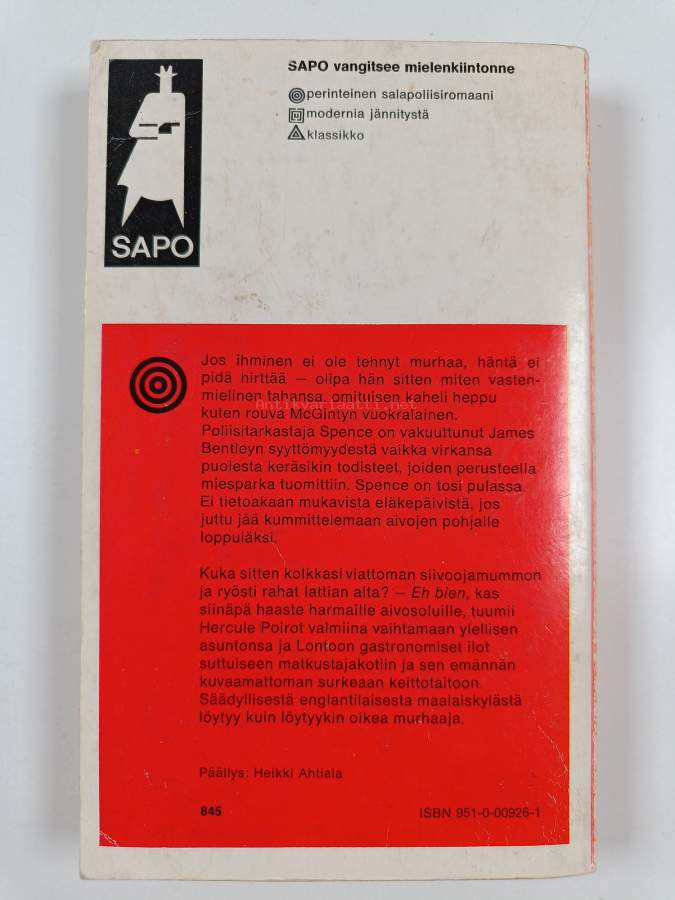 SAPO
SAPO vangitsee mielenkiintonne
perinteinen salapoliisiromaani
modernia jännitystä
klassikko
Jos ihminen ei ole tehnyt murhaa, häntä ei
pidä hirttää — olipa hän sitten miten vasten-
mielinen tahansa, omituisen kaheli heppu
Antikvariaatti.net
kuten rouva McGintyn vuokralainen.
Poliisitarkastaja Spence on vakuuttunut James
Bentleyn syyttömyydestä vaikka virkansa
puolesta keräsikin todisteet, joiden perusteella
miesparka tuomittiin. Spence on tosi pulassa.
Ei tietoakaan mukavista eläkepäivistä, jos
juttu jää kummittelemaan aivojen pohjalle
loppuiäksi.
Kuka sitten kolkkasi viattoman siivoojamummon
ja ryösti rahat lattian alta? — Eh bien, kas
siinäpä haaste harmaille aivosoluille, tuumii
Hercule Poirot valmiina vaihtamaan ylellisen
asuntonsa ja Lontoon gastronomiset ilot
suttuiseen matkustajakotiin ja sen emännän
kuvaamattoman surkeaan keittotaitoon.
Säädyllisestä englantilaisesta maalaiskylästä
löytyy kuin löytyykin oikea murhaaja.
Päällys: Heikki Ahtiala
845
ISBN 951-0-00926-1